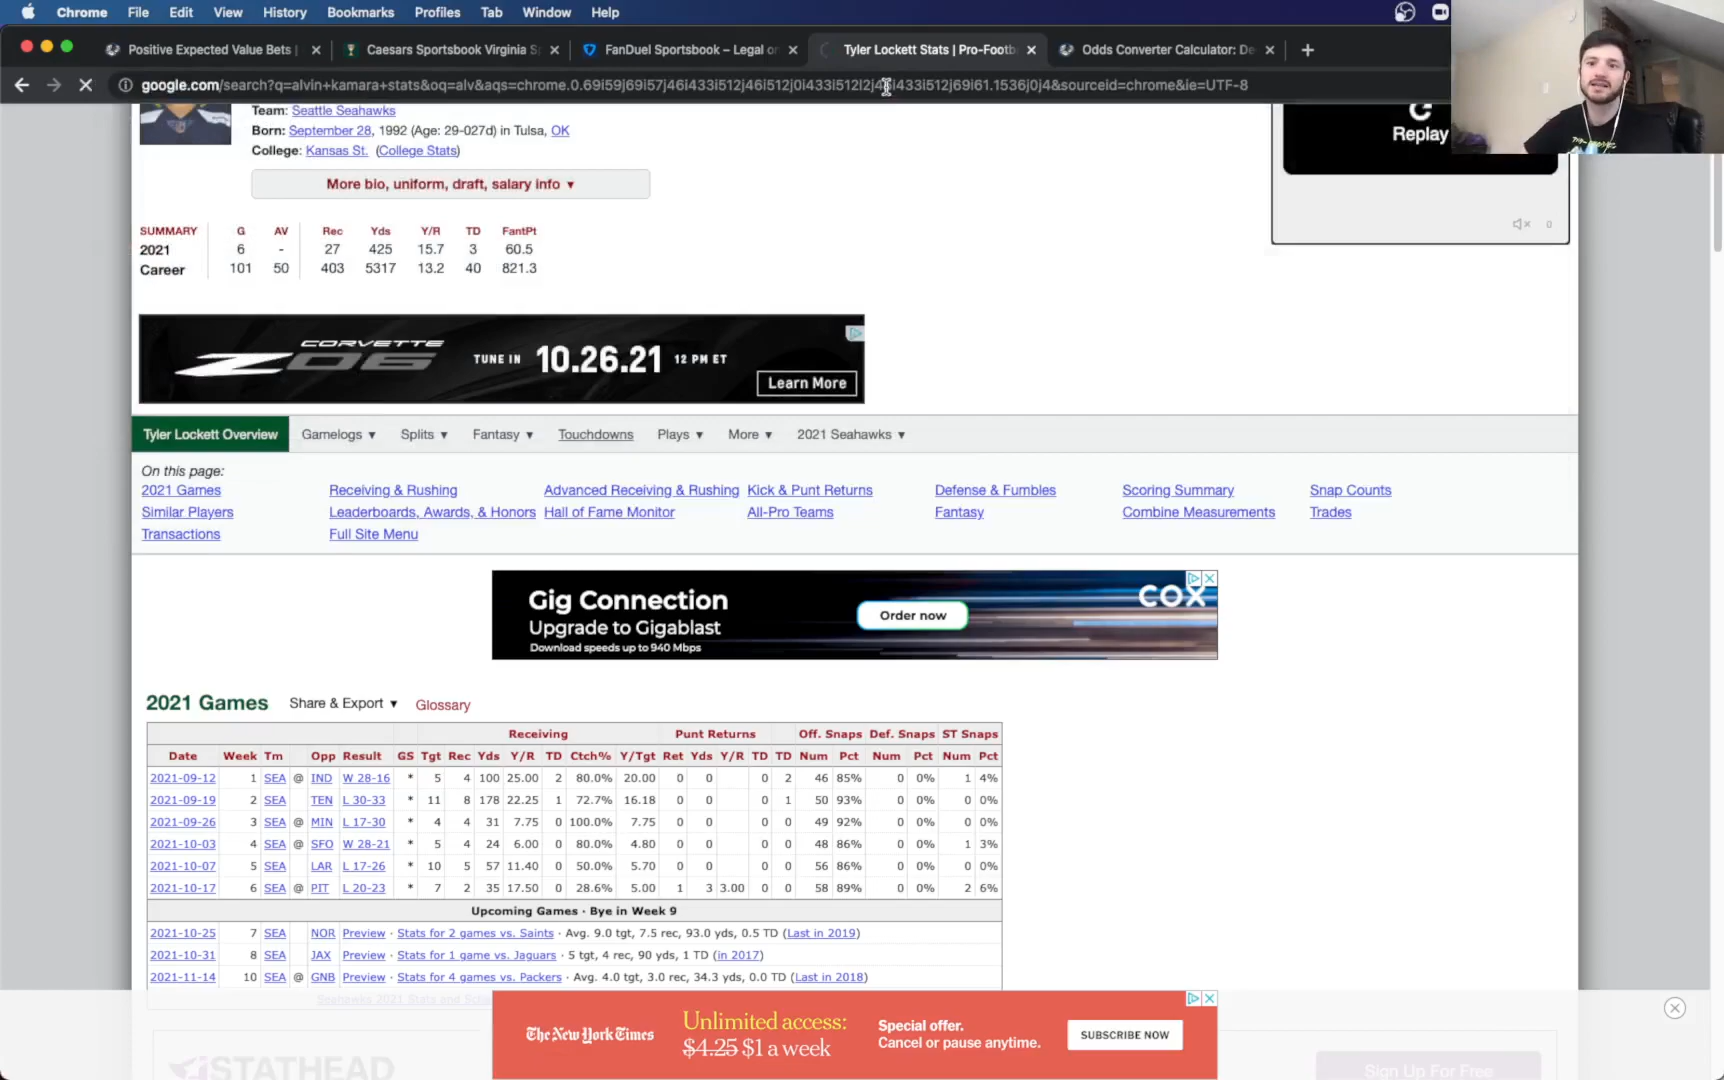 Chrome File Edit View History Bookmarks Profiles Tab Window Help
Positive Expected Value Bets | Caesars Sportsbook Virginia S FanDuel Sportsbook – Legal or Tyler Lockett Stats | Pro-Footb Odds Converter Calculator: De
google.com/search?q=alvin+kamara+stats&oq=alv&aqs=chrome.0.69i59j69i57j46i433i512j46i512j0i433i512l2j46i433i512j69i61.1536j0j4&sourceid=chrome&ie=UTF-8
Team: Seattle Seahawks
Born: September 28, 1992 (Age: 29-027d) in Tulsa, OK
College: Kansas St. (College Stats)
More bio, uniform, draft, salary info ▼
Replay
0
SUMMARY G AV Rec Yds Y/R TD FantPt
2021 6 - 27 425 15.7 3 60.5
Career 101 50 403 5317 13.2 40 821.3
CORVETTE
Z06 TUNE IN 10.26.21 12 PM ET
Learn More
Tyler Lockett Overview Gamelogs ▼ Splits ▼ Fantasy ▼ Touchdowns Plays ▼ More ▼ 2021 Seahawks ▼
On this page:
2021 Games Receiving & Rushing Advanced Receiving & Rushing Kick & Punt Returns Defense & Fumbles Scoring Summary Snap Counts
Similar Players Leaderboards, Awards, & Honors Hall of Fame Monitor All-Pro Teams Fantasy Combine Measurements Trades
Transactions Full Site Menu
Gig Connection
Upgrade to Gigablast
Download speeds up to 940 Mbps
Order now
COX
2021 Games Share & Export ▼ Glossary
Receiving Punt Returns Off. Snaps Def. Snaps ST Snaps
Date Week Tm Opp Result GS Tgt Rec Yds Y/R TD Ctch% Y/Tgt Ret Yds Y/R TD TD Num Pct Num Pct Num Pct
2021-09-12 1 SEA @ IND W 28-16 * 5 4 100 25.00 2 80.0% 20.00 0 0 0 2 46 85% 0 0% 1 4%
2021-09-19 2 SEA TEN L 30-33 * 11 8 178 22.25 1 72.7% 16.18 0 0 0 1 50 93% 0 0% 0 0%
2021-09-26 3 SEA @ MIN L 17-30 * 4 4 31 7.75 0 100.0% 7.75 0 0 0 0 49 92% 0 0% 0 0%
2021-10-03 4 SEA @ SFO W 28-21 * 5 4 24 6.00 0 80.0% 4.80 0 0 0 0 48 86% 0 0% 1 3%
2021-10-07 5 SEA LAR L 17-26 * 10 5 57 11.40 0 50.0% 5.70 0 0 0 0 56 86% 0 0% 0 0%
2021-10-17 6 SEA @ PIT L 20-23 * 7 2 35 17.50 0 28.6% 5.00 1 3 3.00 0 0 58 89% 0 0% 2 6%
Upcoming Games · Bye in Week 9
2021-10-25 7 SEA NOR Preview · Stats for 2 games vs. Saints · Avg. 9.0 tgt, 7.5 rec, 93.0 yds, 0.5 TD (Last in 2019)
2021-10-31 8 SEA JAX Preview · Stats for 1 game vs. Jaguars · 5 tgt, 4 rec, 90 yds, 1 TD (in 2017)
2021-11-14 10 SEA @ GNB Preview · Stats for 4 games vs. Packers · Avg. 4.0 tgt, 3.0 rec, 34.3 yds, 0.0 TD (Last in 2018)
Seahawks 2021 Stats and
The New York Times
Unlimited access:
$4.25 $1 a week
Special offer.
Cancel or pause anytime.
SUBSCRIBE NOW
STATHEAD
Sign Up For Free